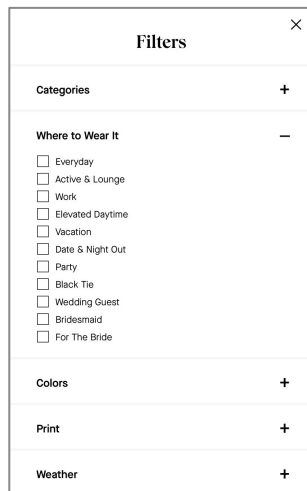 Filters
Categories
Where to Wear It
Everyday
Active & Lounge
Work
Elevated Daytime
Vacation
Date & Night Out
Party
Black Tie
Wedding Guest
Bridesmaid
For The Bride
Colors
Print
Weather